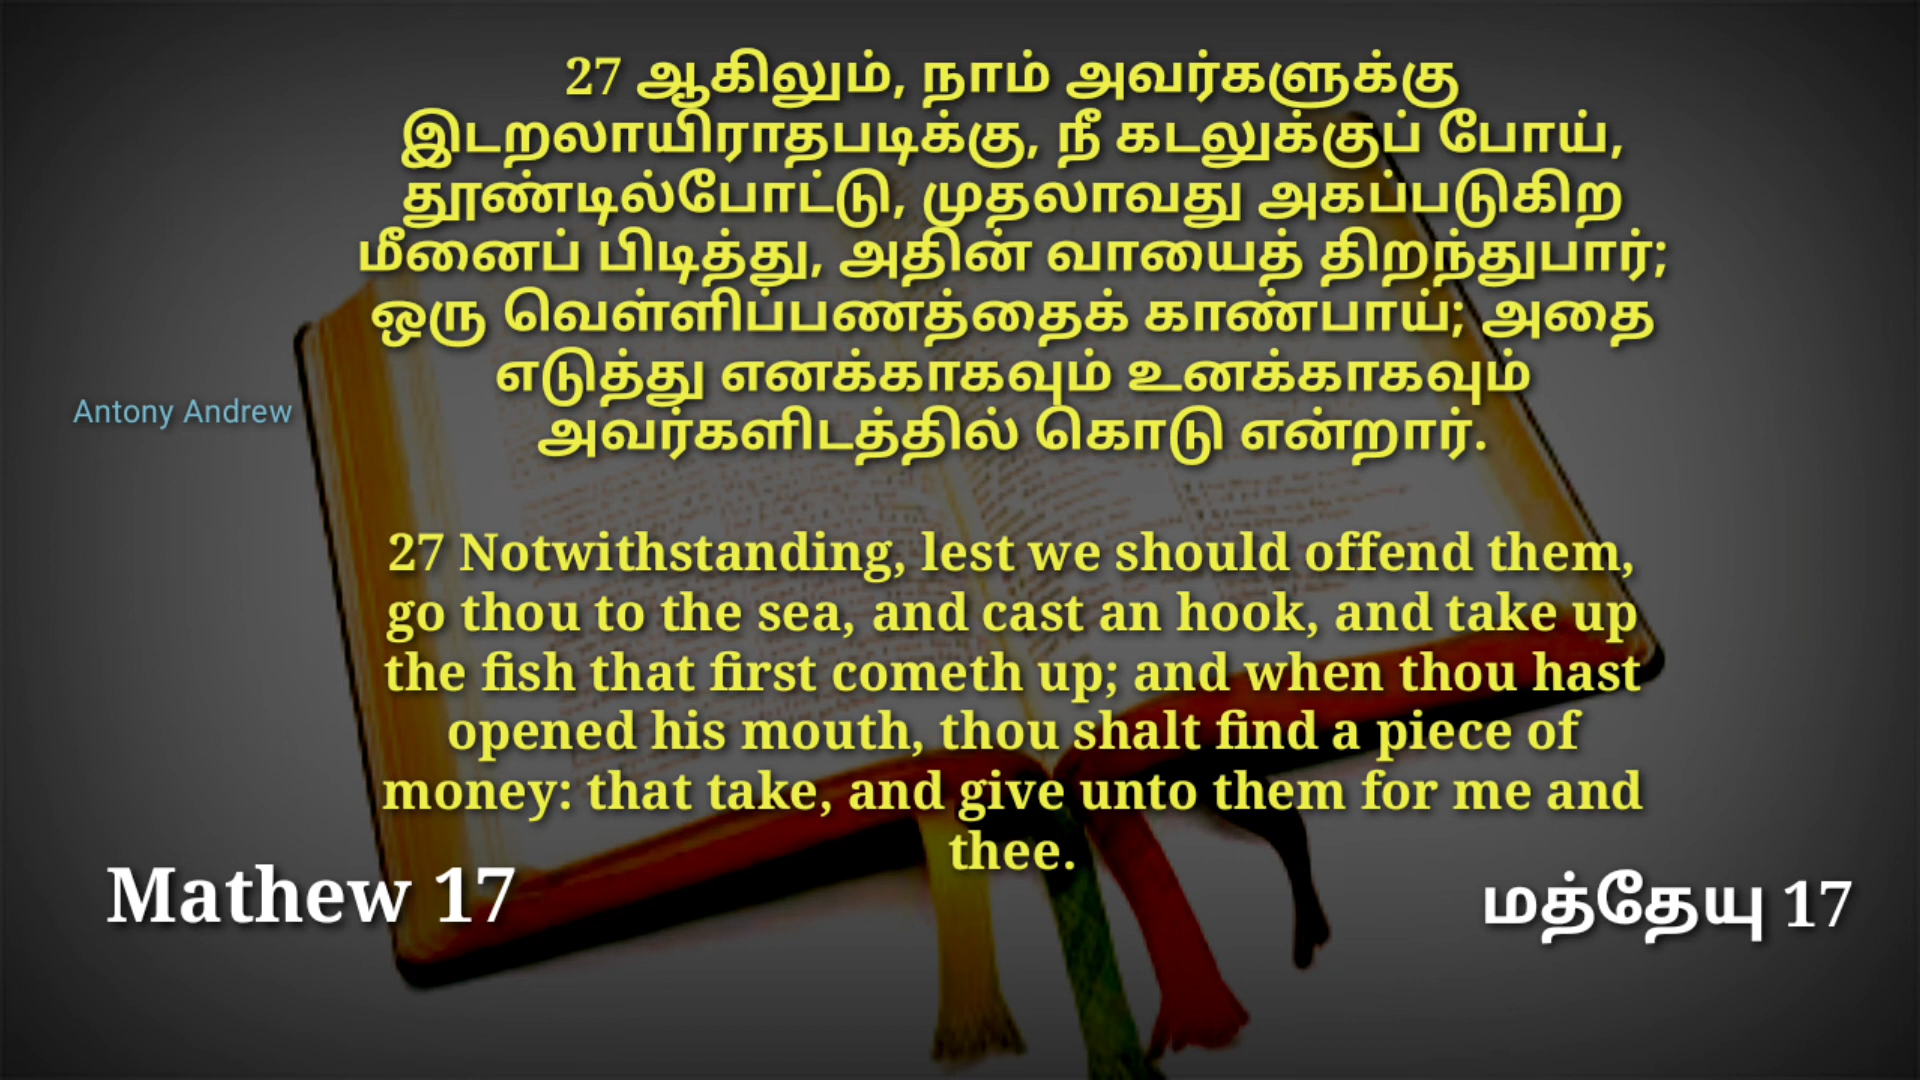 27 ஆகிலும், நாம் அவர்களுக்கு
இடறலாயிராதபடிக்கு, நீ கடலுக்குப் போய்,
தூண்டில்போட்டு, முதலாவது அகப்படுகிற
மீனைப் பிடித்து, அதின் வாயைத் திறந்துபார்;
ஒரு வெள்ளிப்பணத்தைக் காண்பாய்; அதை
எடுத்து எனக்காகவும் உனக்காகவும்
அவர்களிடத்தில் கொடு என்றார்.
Antony Andrew
27 Notwithstanding, lest we should offend them,
go thou to the sea, and cast an hook, and take up
the fish that first cometh up; and when thou hast
opened his mouth, thou shalt find a piece of
money: that take, and give unto them for me and
thee.
Mathew 17
மத்தேயு 17